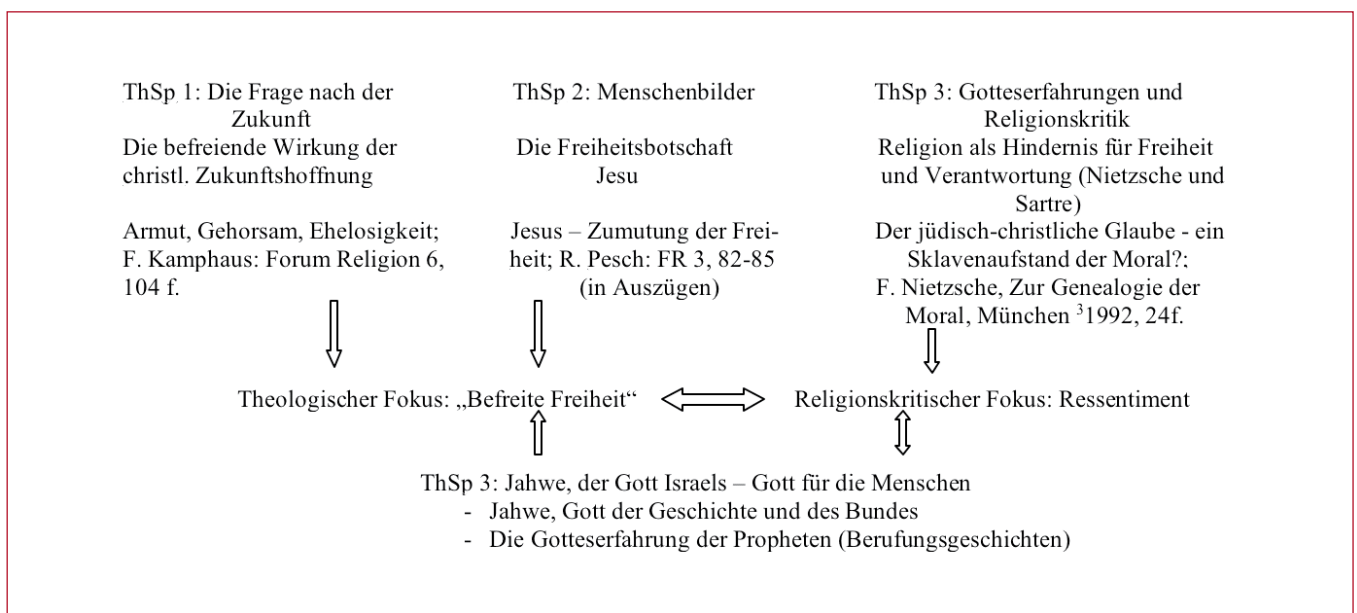 ThSp 1: Die Frage nach der
Zukunft
Die befreiende Wirkung der
christl. Zukunftshoffnung
Armut, Gehorsam, Ehelosigkeit;
F. Kamphaus: Forum Religion 6,
104 f.
ThSp 2: Menschenbilder
Die Freiheitsbotschaft
Jesu
Jesus – Zumutung der Frei-
heit; R. Pesch: FR 3, 82-85
(in Auszügen)
ThSp 3: Gotteserfahrungen und
Religionskritik
Religion als Hindernis für Freiheit
und Verantwortung (Nietzsche und
Sartre)
Der jüdisch-christliche Glaube - ein
Sklavenaufstand der Moral?;
F. Nietzsche, Zur Genealogie der
Moral, München ³1992, 24f.
Theologischer Fokus: „Befreite Freiheit“
Religionskritischer Fokus: Ressentiment
ThSp 3: Jahwe, der Gott Israels – Gott für die Menschen
- Jahwe, Gott der Geschichte und des Bundes
- Die Gotteserfahrung der Propheten (Berufungsgeschichten)